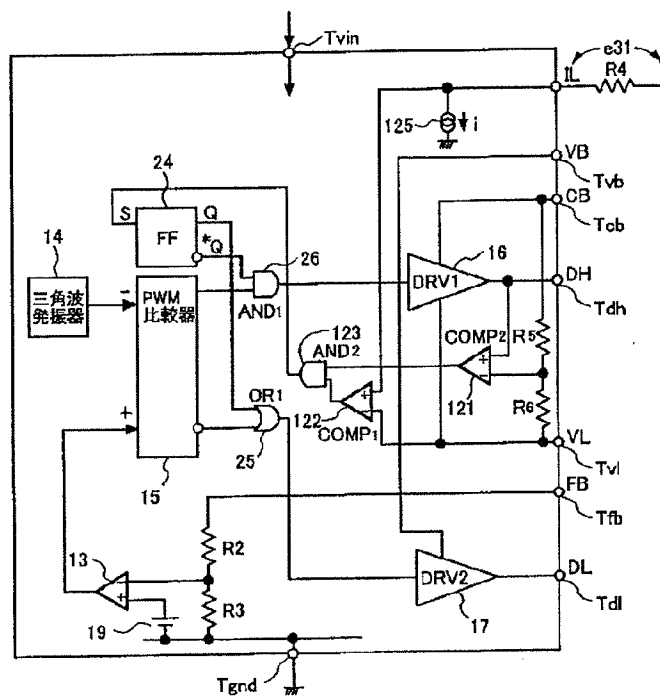 Tvin
e31
IL
R4
125
i
VB
Tvb
24
CB
Tcb
S
Q
FF
*Q
26
16
14
三角波
発振器
−
PWM
比較器
AND1
DRV1
DH
Tdh
123
AND2
COMP2
R5
+
−
121
+
OR1
122
+
−
COMP1
R6
VL
Tvl
15
25
FB
Tfb
R2
13
−
+
R3
DRV2
DL
Tdl
19
17
Tgnd